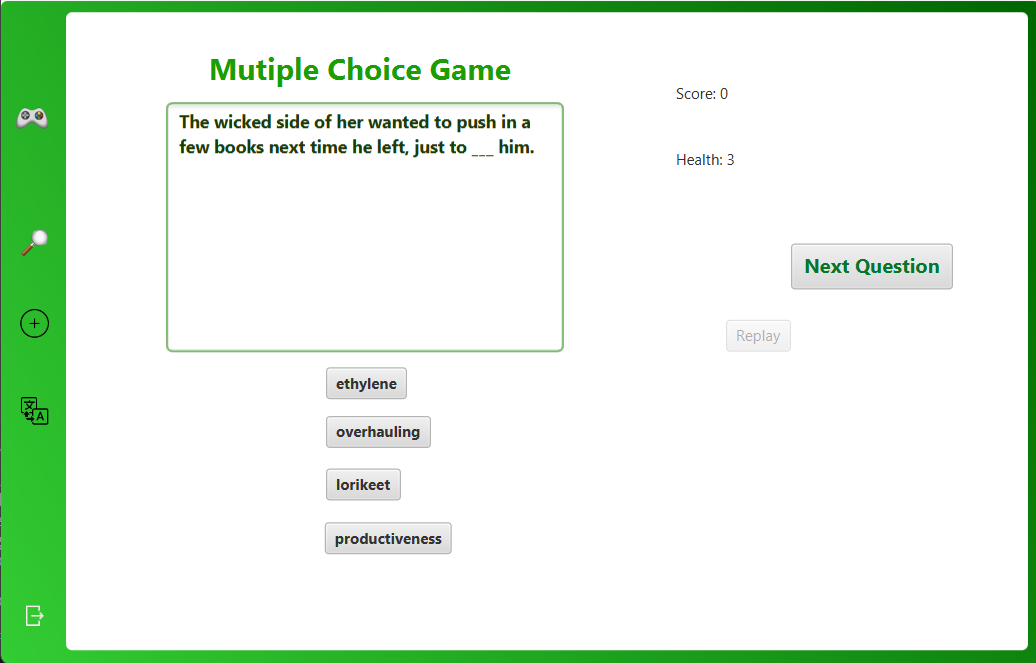 Mutiple Choice Game
The wicked side of her wanted to push in a
few books next time he left, just to ___ him.
Score: 0
Health: 3
Next Question
Replay
ethylene
overhauling
lorikeet
productiveness
文
A